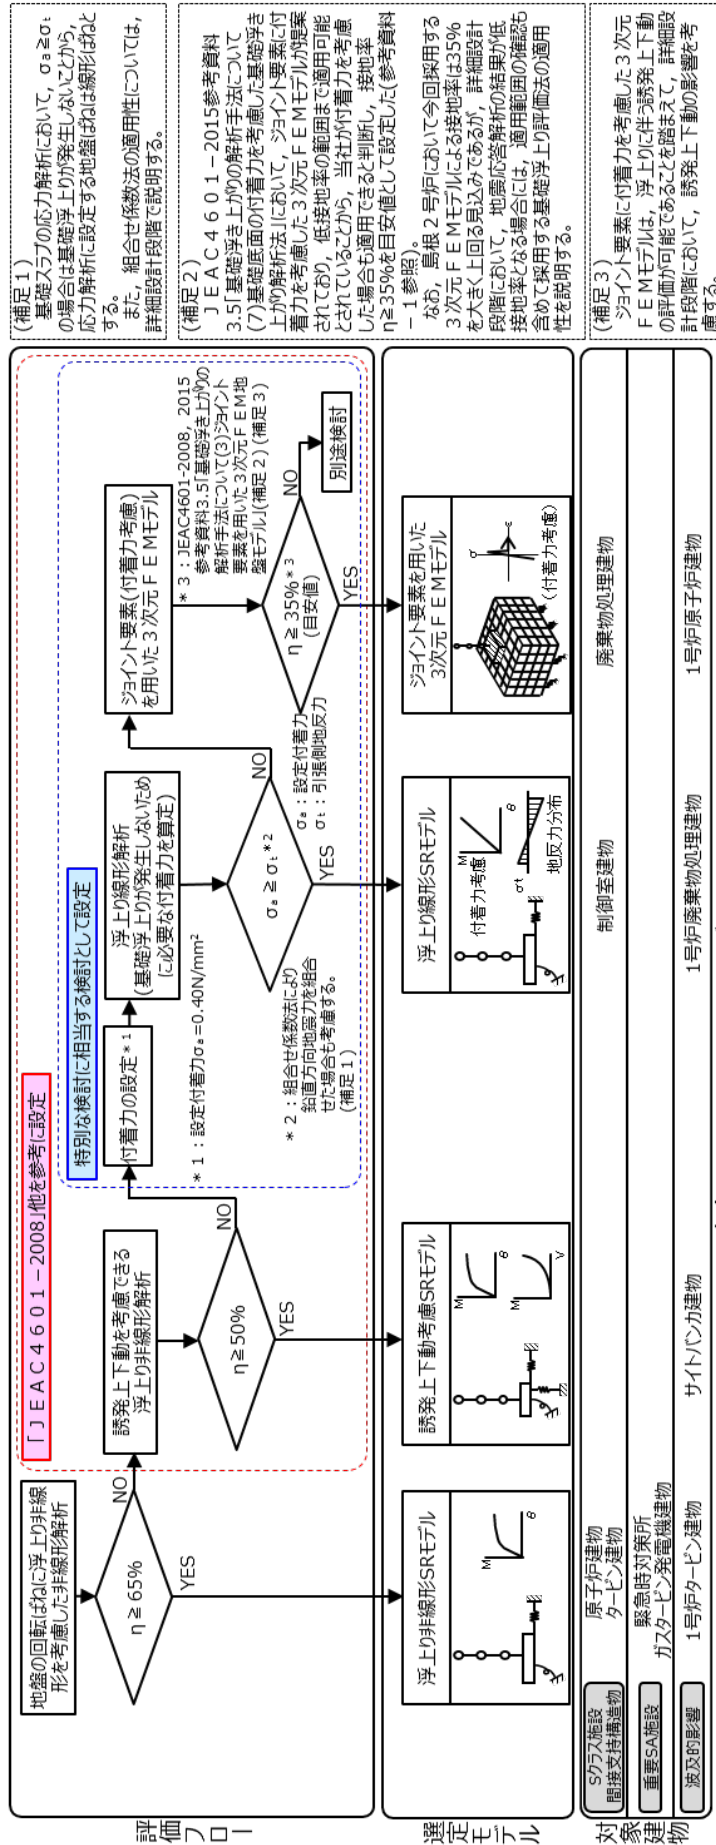 評価フロー
地盤の回転ばねに浮上り非線
形を考慮した非線形解析
η≧65%
NO
YES
「ＪＥＡＣ４６０１－2008」他を参考に設定
誘発上下動を考慮できる
浮上り非線形解析
η≧50%
NO
YES
特別な検討に相当する検討として設定
付着力の設定*1
*1：設定付着力σa=0.40N/mm2
浮上り線形解析
(基礎浮上りが発生しないため
に必要な付着力を算定)
σa≧σt*2
NO
YES
σa：設定付着力
σt：引張側地反力
*2：組合せ係数法により
鉛直方向地震力を組合
せた場合も考慮する。
(補足１)
ジョイント要素(付着力考慮)
を用いた３次元ＦＥＭモデル
*3：JEAC4601-2008, 2015
参考資料3.5「基礎浮き上がりの
解析手法について(3)ジョイント
要素を用いた３次元ＦＥＭ地
盤モデル」(補足２)(補足３)
η≧35%*3
(目安値)
NO
YES
別途検討
選定モデル
浮上り非線形SRモデル
M
θ
誘発上下動考慮SRモデル
M
θ
M
V
浮上り線形SRモデル
付着力考慮
M
θ
σt
地反力分布
ジョイント要素を用いた
3次元ＦＥＭモデル
σ
ε
(付着力考慮)
対象建物
Sクラス施設
間接支持構造物
原子炉建物
タービン建物
制御室建物
廃棄物処理建物
重要SA施設
緊急時対策所
ガスタービン発電機建物
波及的影響
1号炉タービン建物
サイトバンカ建物
1号炉廃棄物処理建物
1号炉原子炉建物
(補足１)
基礎スラブの応力解析において，σa≧σt
の場合は基礎浮上りが発生しないことから，
応力解析に設定する地盤ばねは線形ばねと
する。
また，組合せ係数法の適用性については，
詳細設計段階で説明する。
(補足２)
ＪＥＡＣ４６０１－2015参考資料
3.5「基礎浮き上がりの解析手法について
(7)基礎底面の付着力を考慮した基礎浮き
上がり解析法」において，ジョイント要素に付
着力を考慮した３次元ＦＥＭモデルが提案
されており，低接地率の範囲まで適用可能
とされていることから，当社が付着力を考慮
した場合も適用できると判断し，接地率
η≧35%を目安値として設定した(参考資料
－１参照)。
なお，島根２号炉において今回採用する
３次元ＦＥＭモデルによる接地率は35%
を大きく上回る見込みであるが，詳細設計
段階において，地震応答解析の結果が低
接地率となる場合には，適用範囲の確認も
含めて採用する基礎浮上り評価法の適用
性を説明する。
(補足３)
ジョイント要素に付着力を考慮した３次元
ＦＥＭモデルは，浮上りに伴う誘発上下動
の評価が可能であることを踏まえて，詳細設
計段階において，誘発上下動の影響を考
慮する。